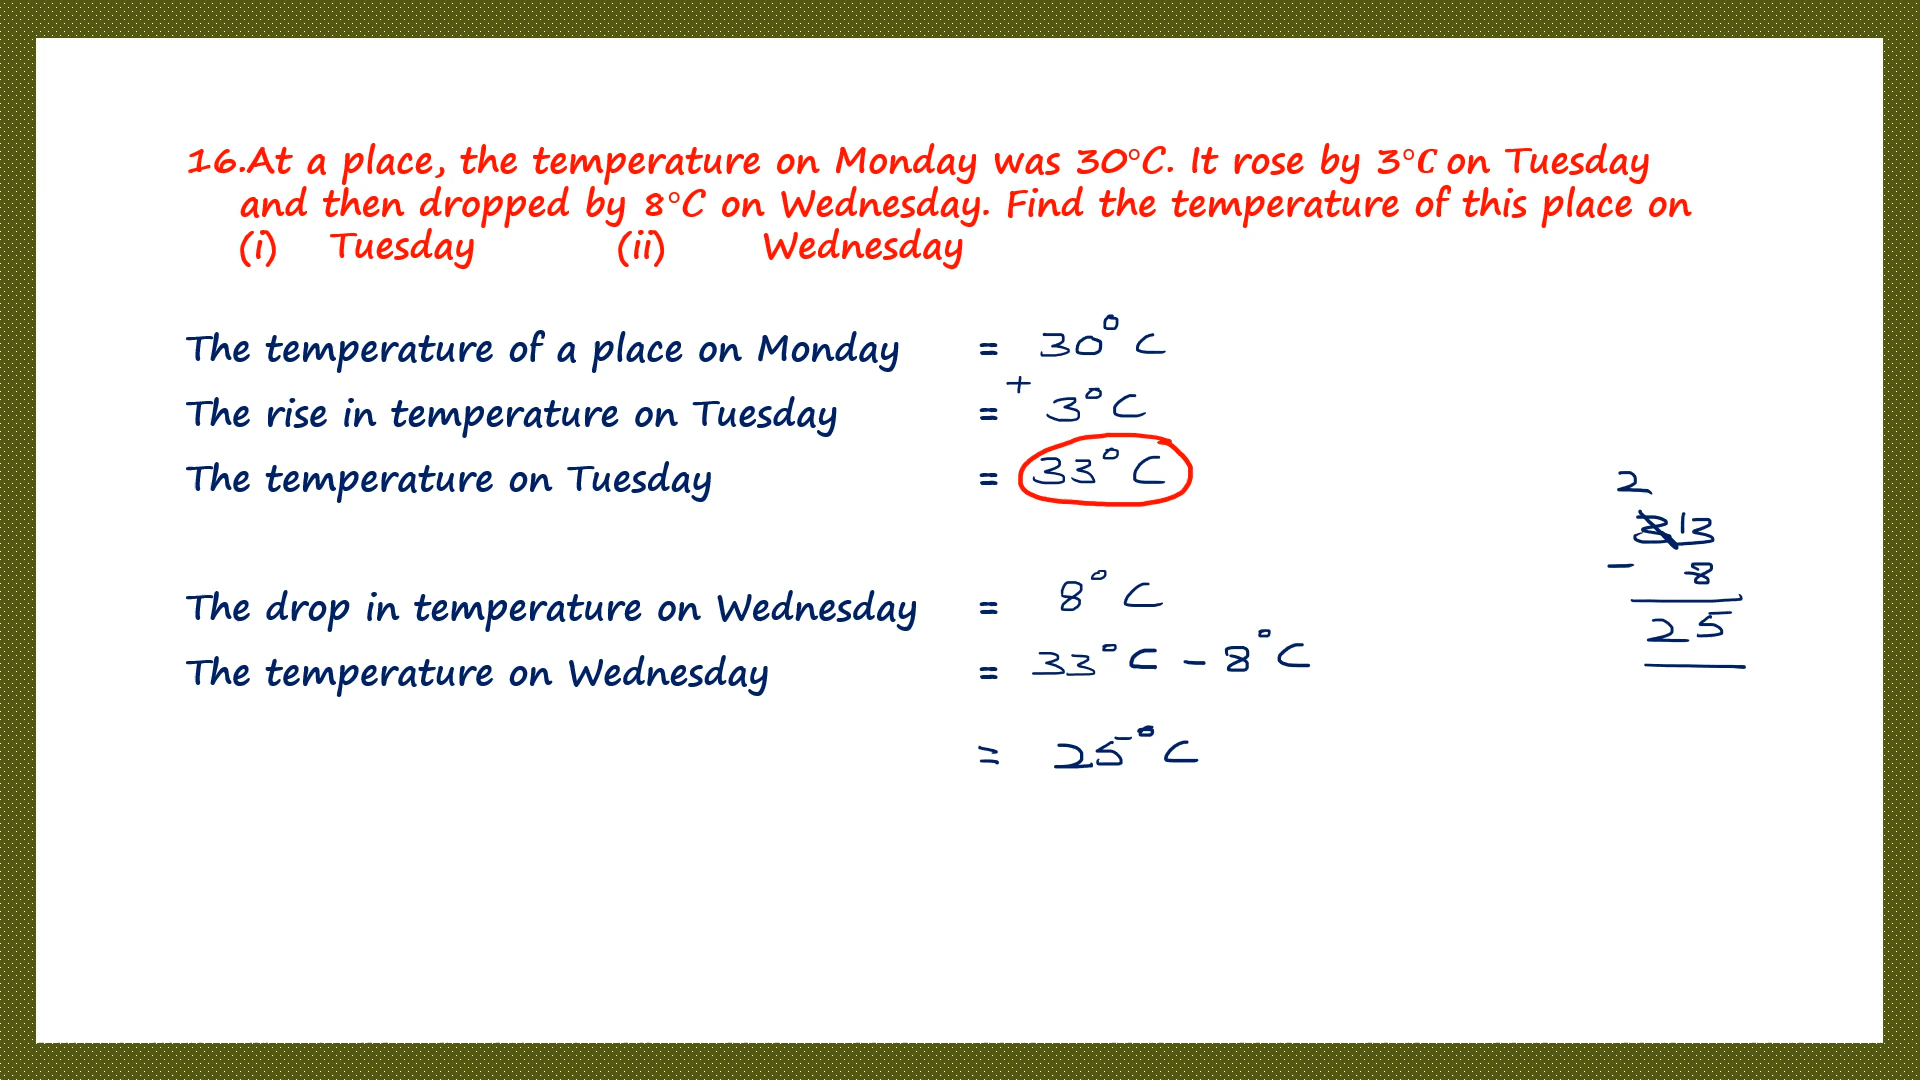 16.At a place, the temperature on Monday was 30°C. It rose by 3°C on Tuesday
and then dropped by 8°C on Wednesday. Find the temperature of this place on
(i) Tuesday (ii) Wednesday
The temperature of a place on Monday = 30°C
+
The rise in temperature on Tuesday = 3°C
The temperature on Tuesday = 33°C
The drop in temperature on Wednesday = 8°C
The temperature on Wednesday = 33°C - 8°C
= 25°C
2
3 13
- 8
25